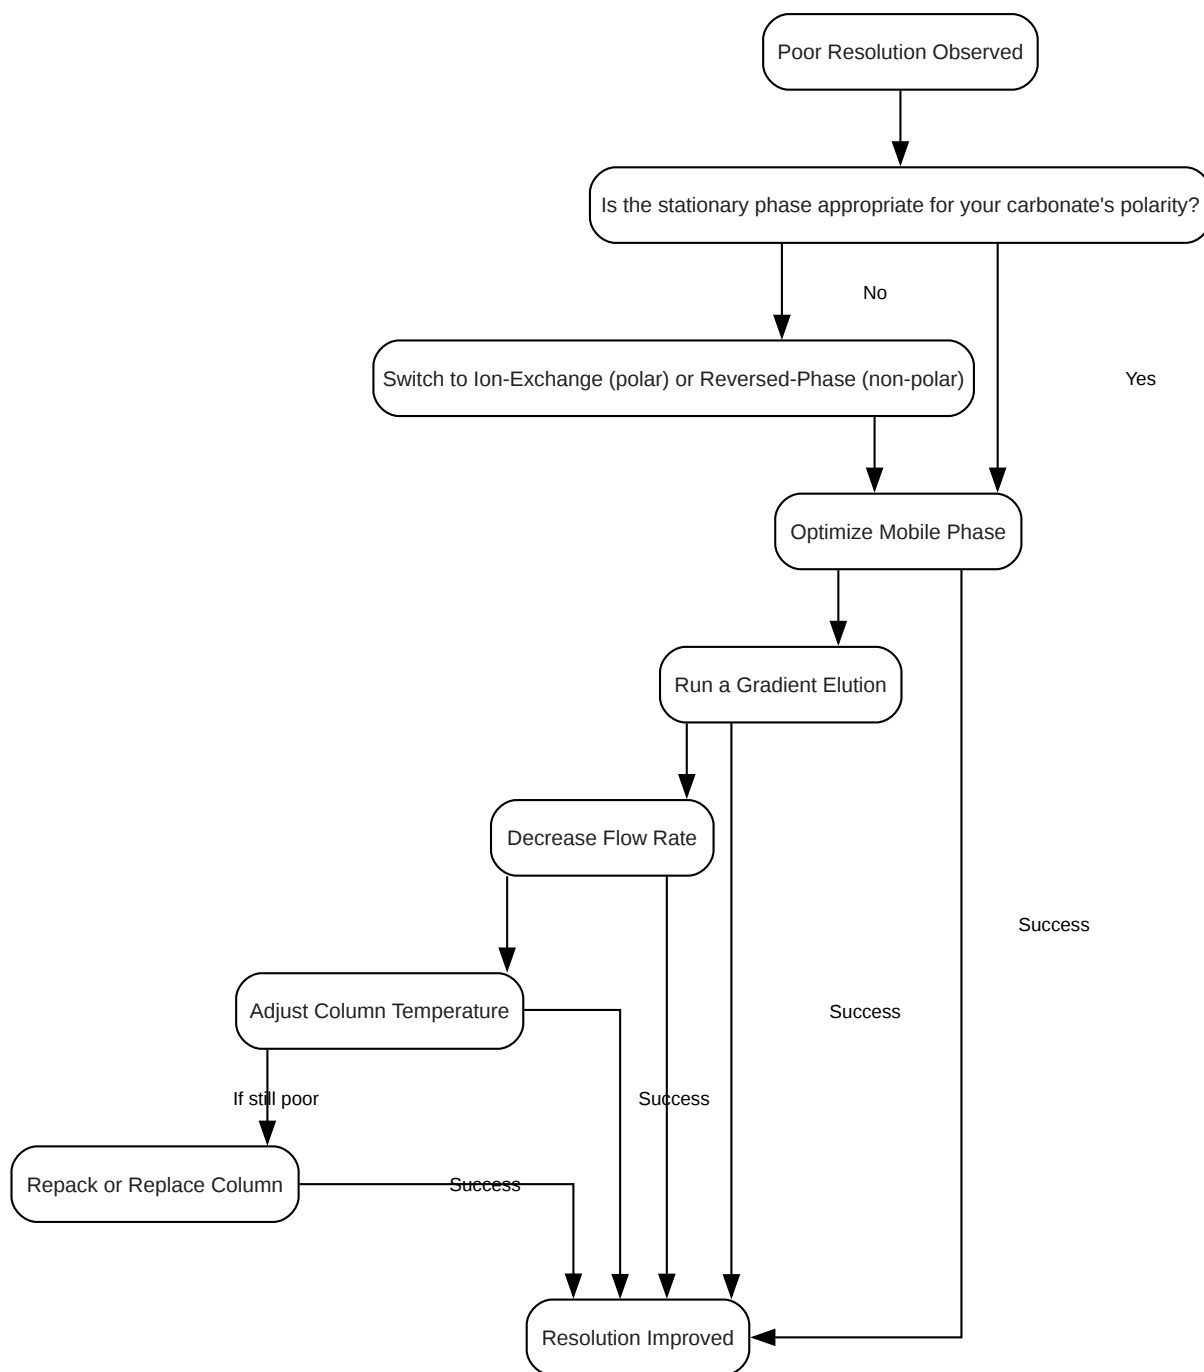 Poor Resolution Observed
Is the stationary phase appropriate for your carbonate's polarity?
No
Switch to Ion-Exchange (polar) or Reversed-Phase (non-polar)
Yes
Optimize Mobile Phase
Run a Gradient Elution
Decrease Flow Rate
Success
Adjust Column Temperature
Success
If still poor
Success
Repack or Replace Column
Success
Resolution Improved